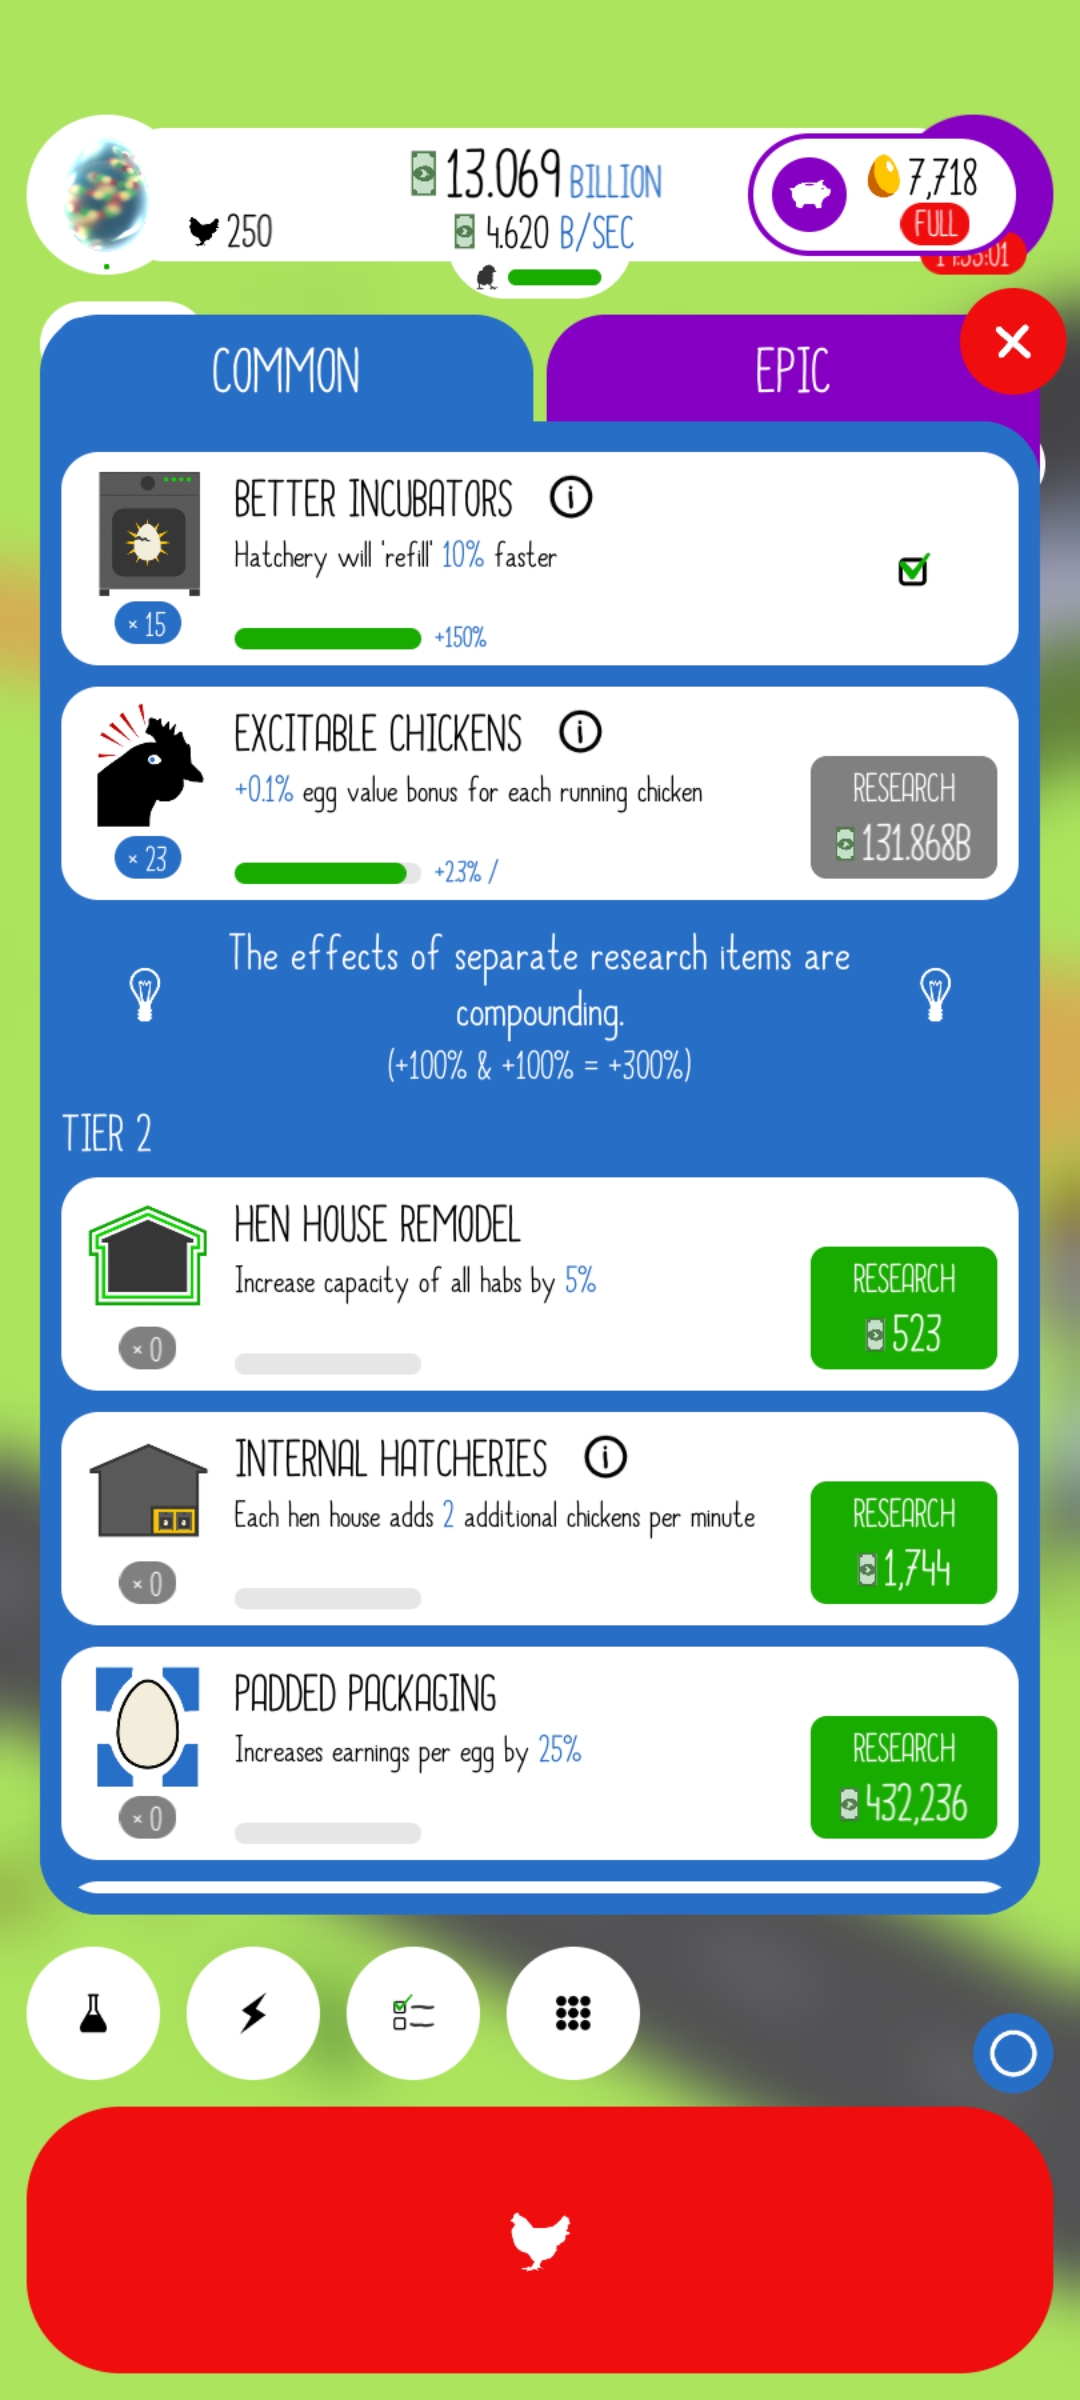 13.069 BILLION
250
4.620 B/SEC
7,718
FULL
COMMON
EPIC
BETTER INCUBATORS
Hatchery will 'refill' 10% faster
× 15
+150%
EXCITABLE CHICKENS
+0.1% egg value bonus for each running chicken
RESEARCH
131.868B
× 23
+2.3% /
The effects of separate research items are
compounding.
(+100% & +100% = +300%)
TIER 2
HEN HOUSE REMODEL
Increase capacity of all habs by 5%
RESEARCH
523
× 0
INTERNAL HATCHERIES
Each hen house adds 2 additional chickens per minute
RESEARCH
1,744
× 0
PADDED PACKAGING
Increases earnings per egg by 25%
RESEARCH
432,236
× 0